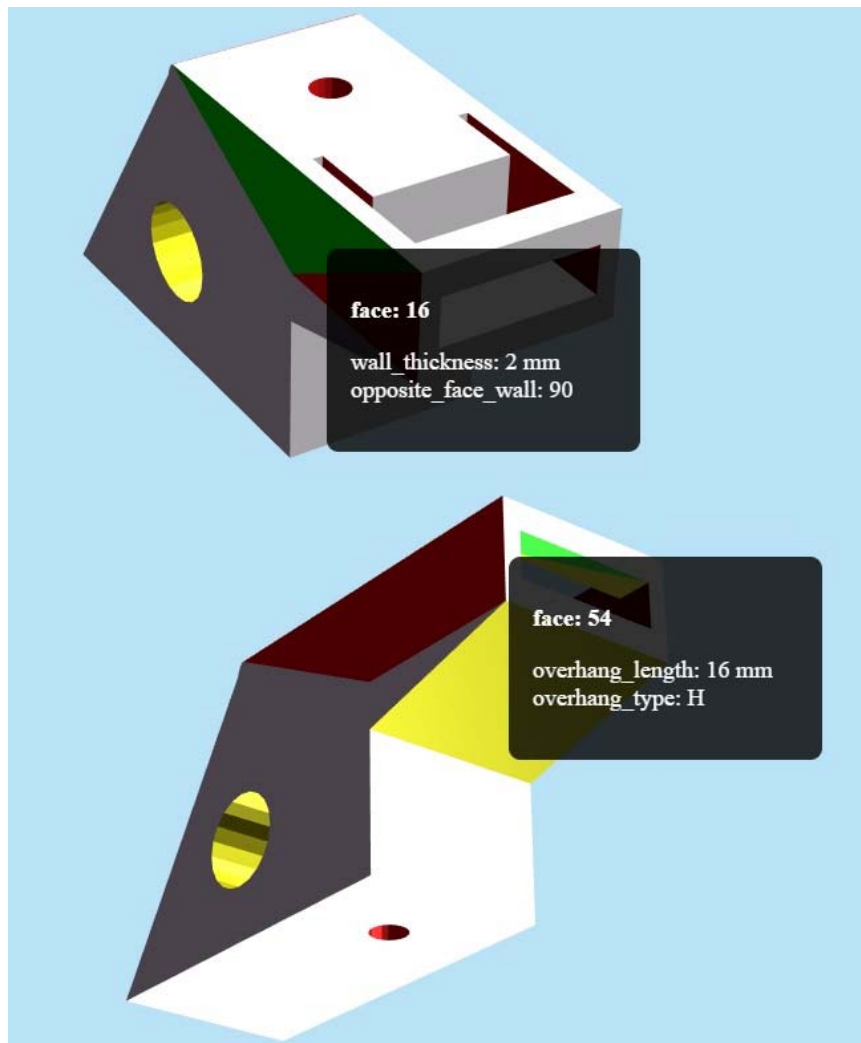 face: 16
wall_thickness: 2 mm
opposite_face_wall: 90
face: 54
overhang_length: 16 mm
overhang_type: H